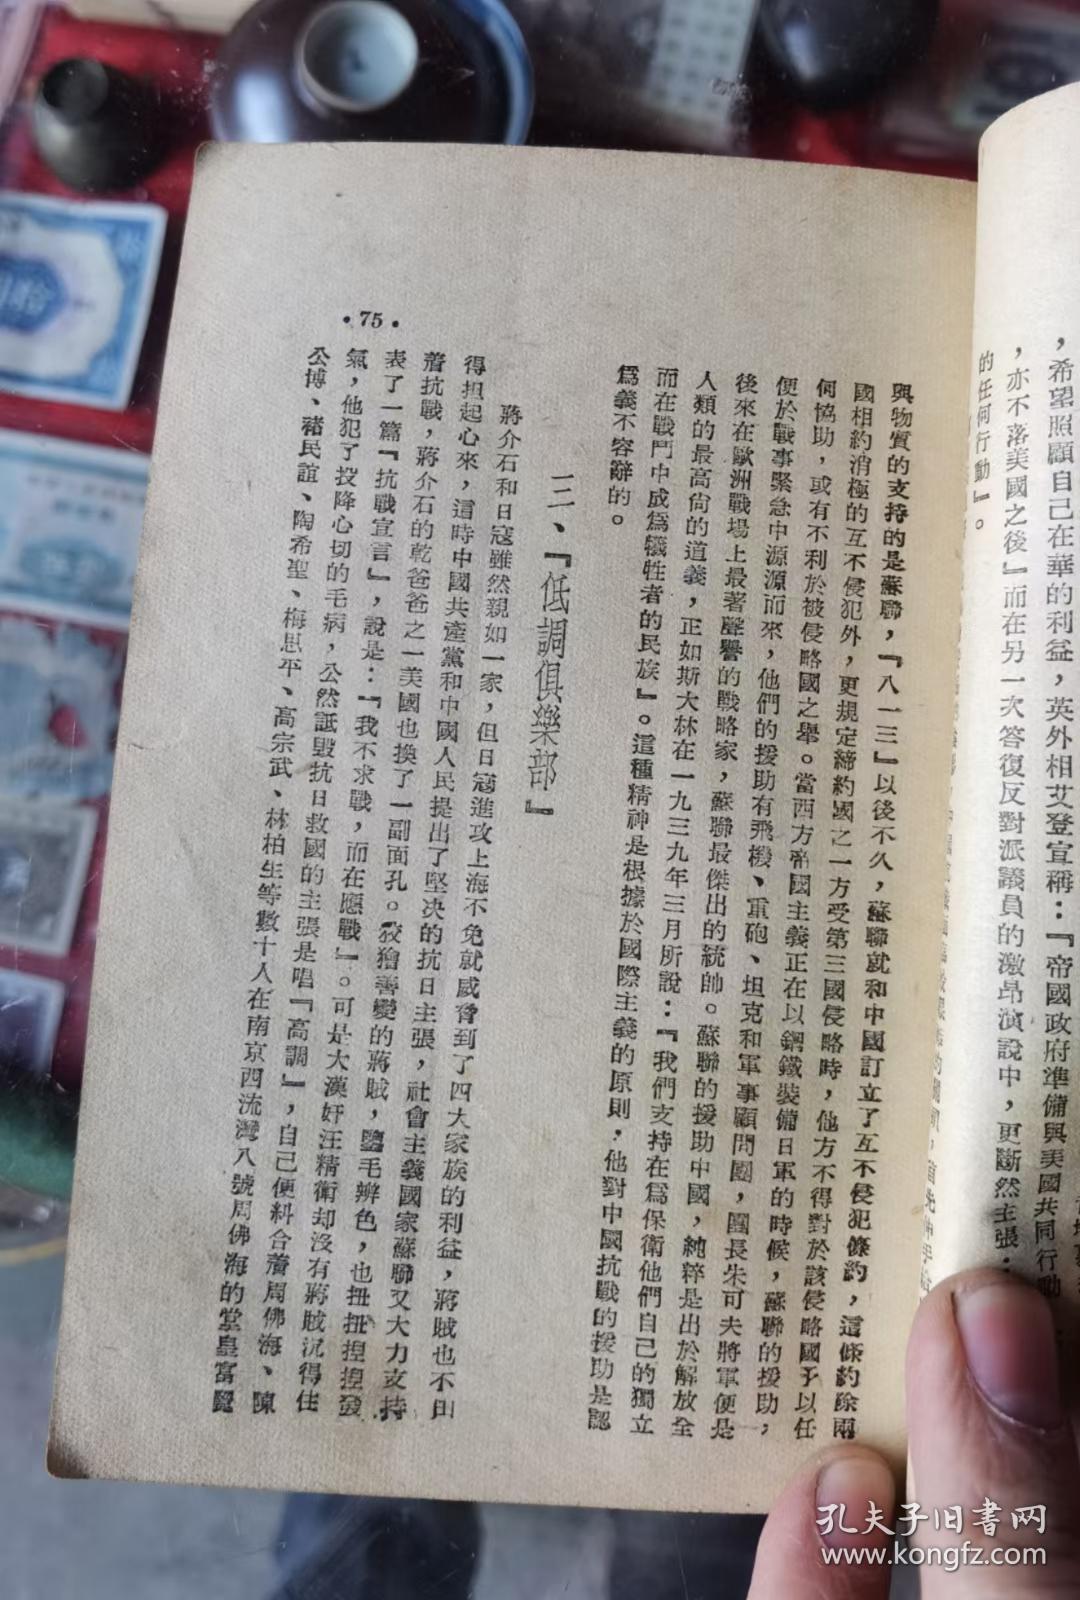 ，希望照顧自己在華的利益，英外相艾登宣稱：『帝國政府準備與美國共同行動
，亦不落美國之後』而在另一次答復反對派議員的激昂演說中，更斷然主張：
的任何行動』。
與物質的支持的是蘇聯，『八一三』以後不久，蘇聯就和中國訂立了互不侵犯條約，這條約除兩
國相約消極的互不侵犯外，更規定締約國之一方受第三國侵略時，他方不得對於該侵略國予以任
何協助，或有不利於被侵略國之舉。當西方帝國主義正在以鋼鐵裝備日軍的時候，蘇聯的援助，
便於戰事緊急中源源而來，他們的援助有飛機、重砲、坦克和軍事顧問團，團長朱可夫將軍便是
後來在歐洲戰場上最著聲譽的戰略家，蘇聯最傑出的統帥。蘇聯的援助中國，純粹是出於解放全
人類的最高尚的道義，正如斯大林在一九三九年三月所說：『我們支持在爲保衛他們自己的獨立
而在戰鬥中成爲犧牲者的民族』。這種精神是根據於國際主義的原則，他對中國抗戰的援助是認
爲義不容辭的。
三、『低調俱樂部』
蔣介石和日寇雖然親如一家，但日寇進攻上海不免就威脅到了四大家族的利益，蔣賊也不由
得担起心來，這時中國共產黨和中國人民提出了堅決的抗日主張，社會主義國家蘇聯又大力支持
着抗戰，蔣介石的乾爸爸之一美國也換了一副面孔。狡獪善變的蔣賊，鑒毛辨色，也扭扭捏捏發
表了一篇『抗戰宣言』，說是：『我不求戰，而在應戰』。可是大漢奸汪精衛却沒有蔣賊沉得住
氣，他犯了投降心切的毛病，公然詆毀抗日救國的主張是唱『高調』，自己便糾合着周佛海、陳
公博、褚民誼、陶希聖、梅思平、高宗武、林柏生等數十人在南京西流灣八號周佛海的堂皇富麗
•75•
孔夫子旧書网
www.kongfz.com